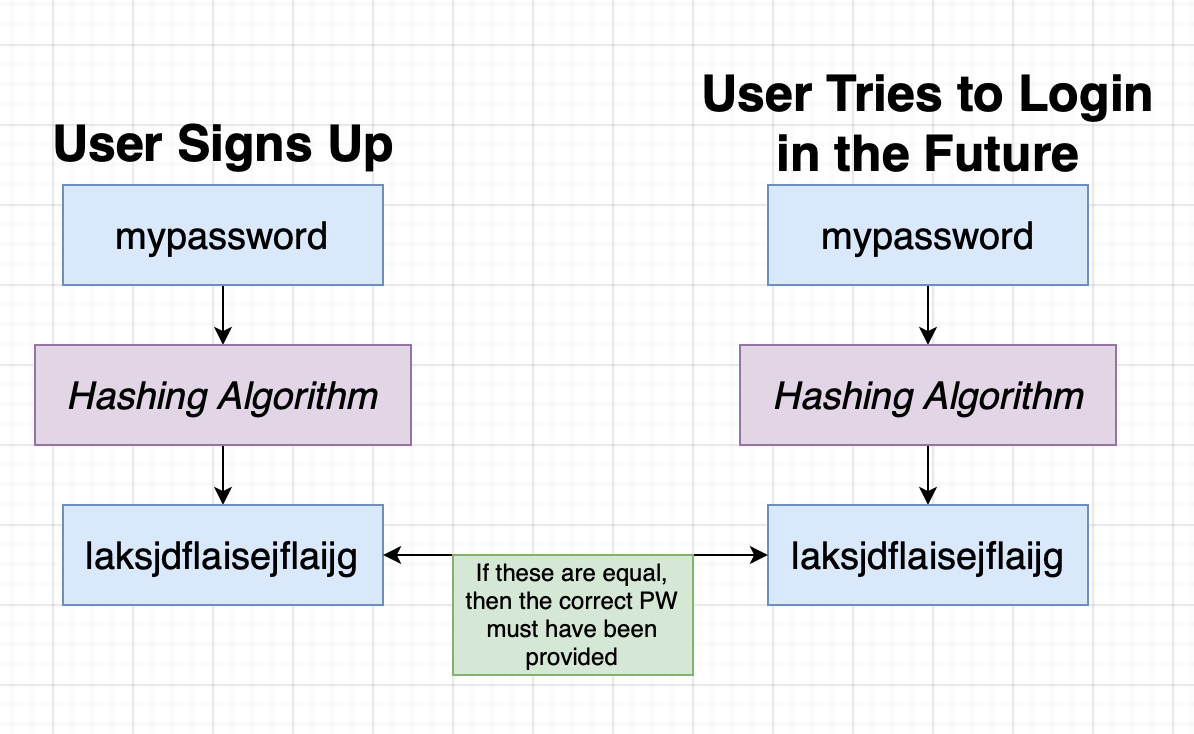 User Signs Up
mypassword
Hashing Algorithm
laksjdflaisejflaijg
User Tries to Login
in the Future
mypassword
Hashing Algorithm
laksjdflaisejflaijg
If these are equal,
then the correct PW
must have been
provided